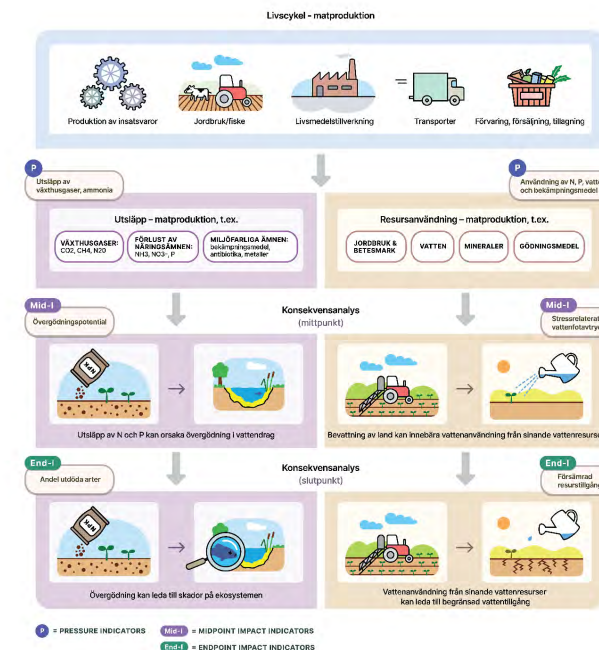 Livscykel - matproduktion
Produktion av insatsvaror
Jordbruk/fiske
Livsmedelstillverkning
Transporter
Förvaring, försäljning, tillagning
P
Utsläpp av
växthusgaser, ammonia
P
Användning av N, P,
och bekämpningsmedel
Utsläpp – matproduktion, t.ex.
VÄXTHUSGASER:
CO2, CH4, N20
FÖRLUST AV
NÄRINGSÄMNEN:
NH3, NO3-, P
MILJÖFARLIGA ÄMNEN:
bekämpningsmedel,
antibiotika, metaller
Resursanvändning – matproduktion, t.ex.
JORDBRUK &
BETESMARK
VATTEN
MINERALER
GÖDNINGSMEDEL
Mid-I
Övergödningspotential
Konsekvensanalys
(mittpunkt)
Mid-I
Stressrelaterat
vattenfotavtryc
NPK
Utsläpp av N och P kan orsaka övergödning i vattendrag
Bevattning av land kan innebära vattenanvändning från sinande vattenresurser
End-I
Andel utdöda arter
Konsekvensanalys
(slutpunkt)
End-I
Försämrad
resurstillgång
NPK
Övergödning kan leda till skador på ekosystemen
Vattenanvändning från sinande vattenresurser
kan leda till begränsad vattentillgång
P = PRESSURE INDICATORS
Mid-I = MIDPOINT IMPACT INDICATORS
End-I = ENDPOINT IMPACT INDICATORS